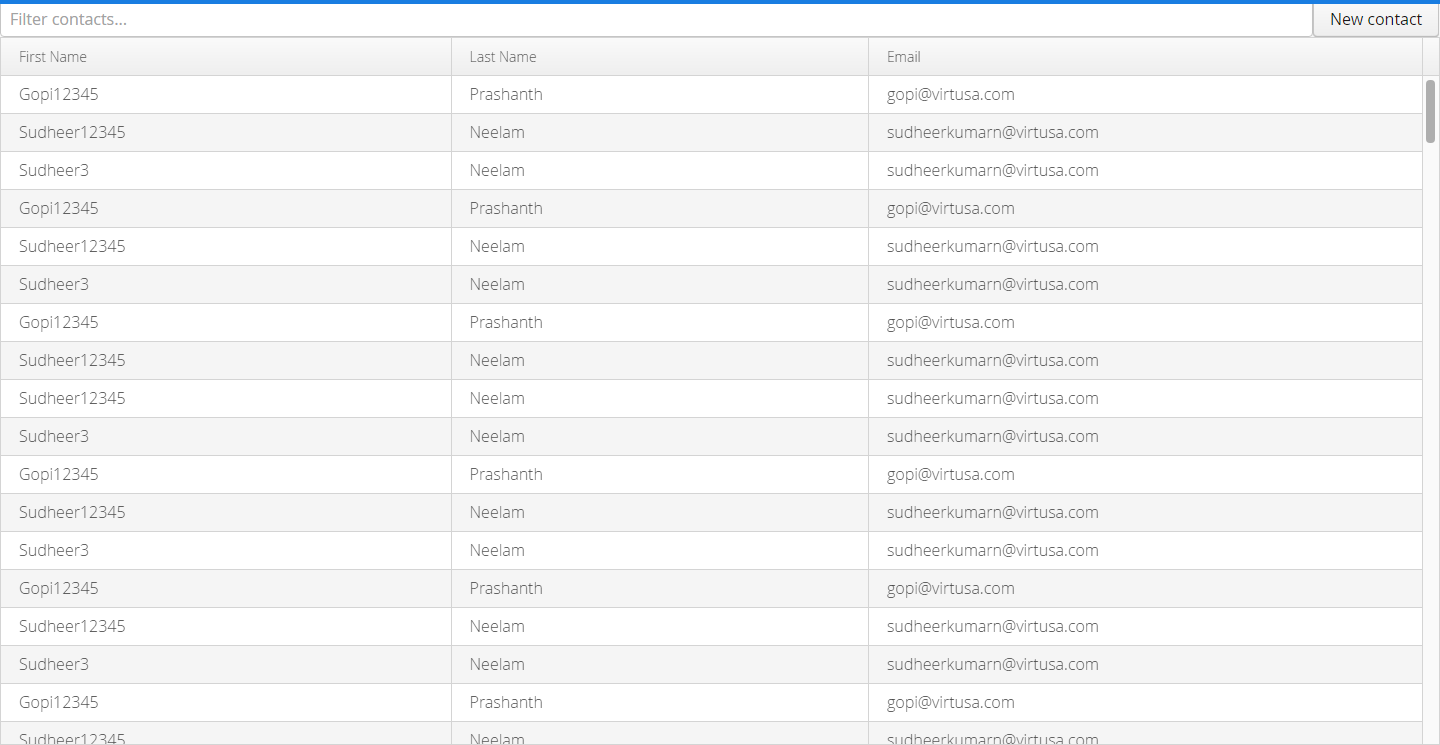 Filter contacts... New contact
First Name Last Name Email
Gopi12345 Prashanth gopi@virtusa.com
Sudheer12345 Neelam sudheerkumarn@virtusa.com
Sudheer3 Neelam sudheerkumarn@virtusa.com
Gopi12345 Prashanth gopi@virtusa.com
Sudheer12345 Neelam sudheerkumarn@virtusa.com
Sudheer3 Neelam sudheerkumarn@virtusa.com
Gopi12345 Prashanth gopi@virtusa.com
Sudheer12345 Neelam sudheerkumarn@virtusa.com
Sudheer12345 Neelam sudheerkumarn@virtusa.com
Sudheer3 Neelam sudheerkumarn@virtusa.com
Gopi12345 Prashanth gopi@virtusa.com
Sudheer12345 Neelam sudheerkumarn@virtusa.com
Sudheer3 Neelam sudheerkumarn@virtusa.com
Gopi12345 Prashanth gopi@virtusa.com
Sudheer12345 Neelam sudheerkumarn@virtusa.com
Sudheer3 Neelam sudheerkumarn@virtusa.com
Gopi12345 Prashanth gopi@virtusa.com
Sudheer12345 Neelam sudheerkumarn@virtusa.com